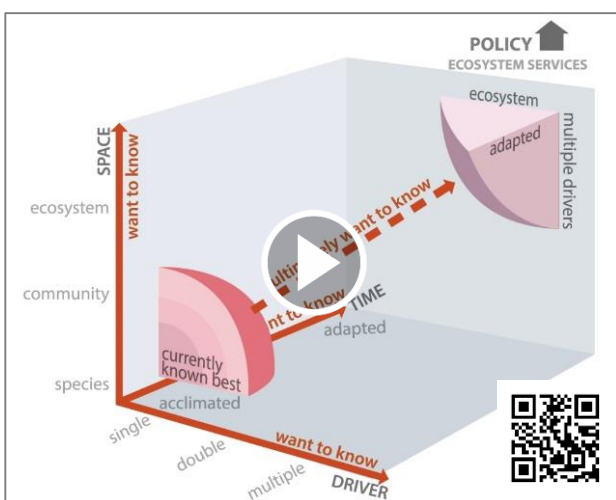 POLICY
ECOSYSTEM SERVICES
ecosystem
adapted
multiple drivers
SPACE
want to know
ecosystem
community
species
ultimately want to know
want to know
TIME
adapted
currently
known best
acclimated
single
double
multiple
want to know
DRIVER